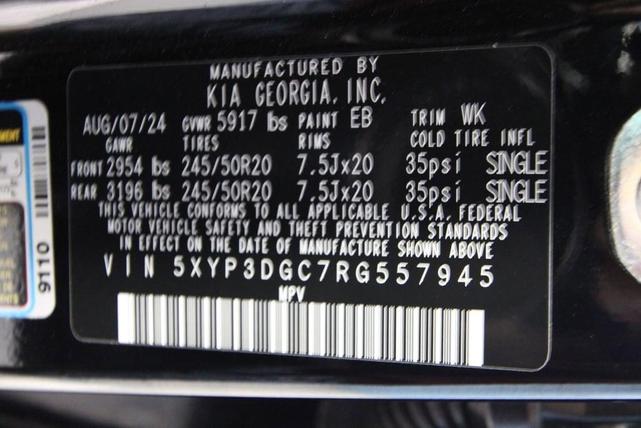 MANUFACTURED BY
KIA GEORGIA, INC.
AUG/07/24 GVWR 5917 lbs PAINT EB TRIM WK
GAWR TIRES RIMS COLD TIRE INFL
FRONT 2954 lbs 245/50R20 7.5Jx20 35psi SINGLE
REAR 3196 lbs 245/50R20 7.5Jx20 35psi SINGLE
THIS VEHICLE CONFORMS TO ALL APPLICABLE U.S.A. FEDERAL
MOTOR VEHICLE SAFETY AND THEFT PREVENTION STANDARDS
IN EFFECT ON THE DATE OF MANUFACTURE SHOWN ABOVE
VIN 5XYP3DGC7RG557945
MPV
9110